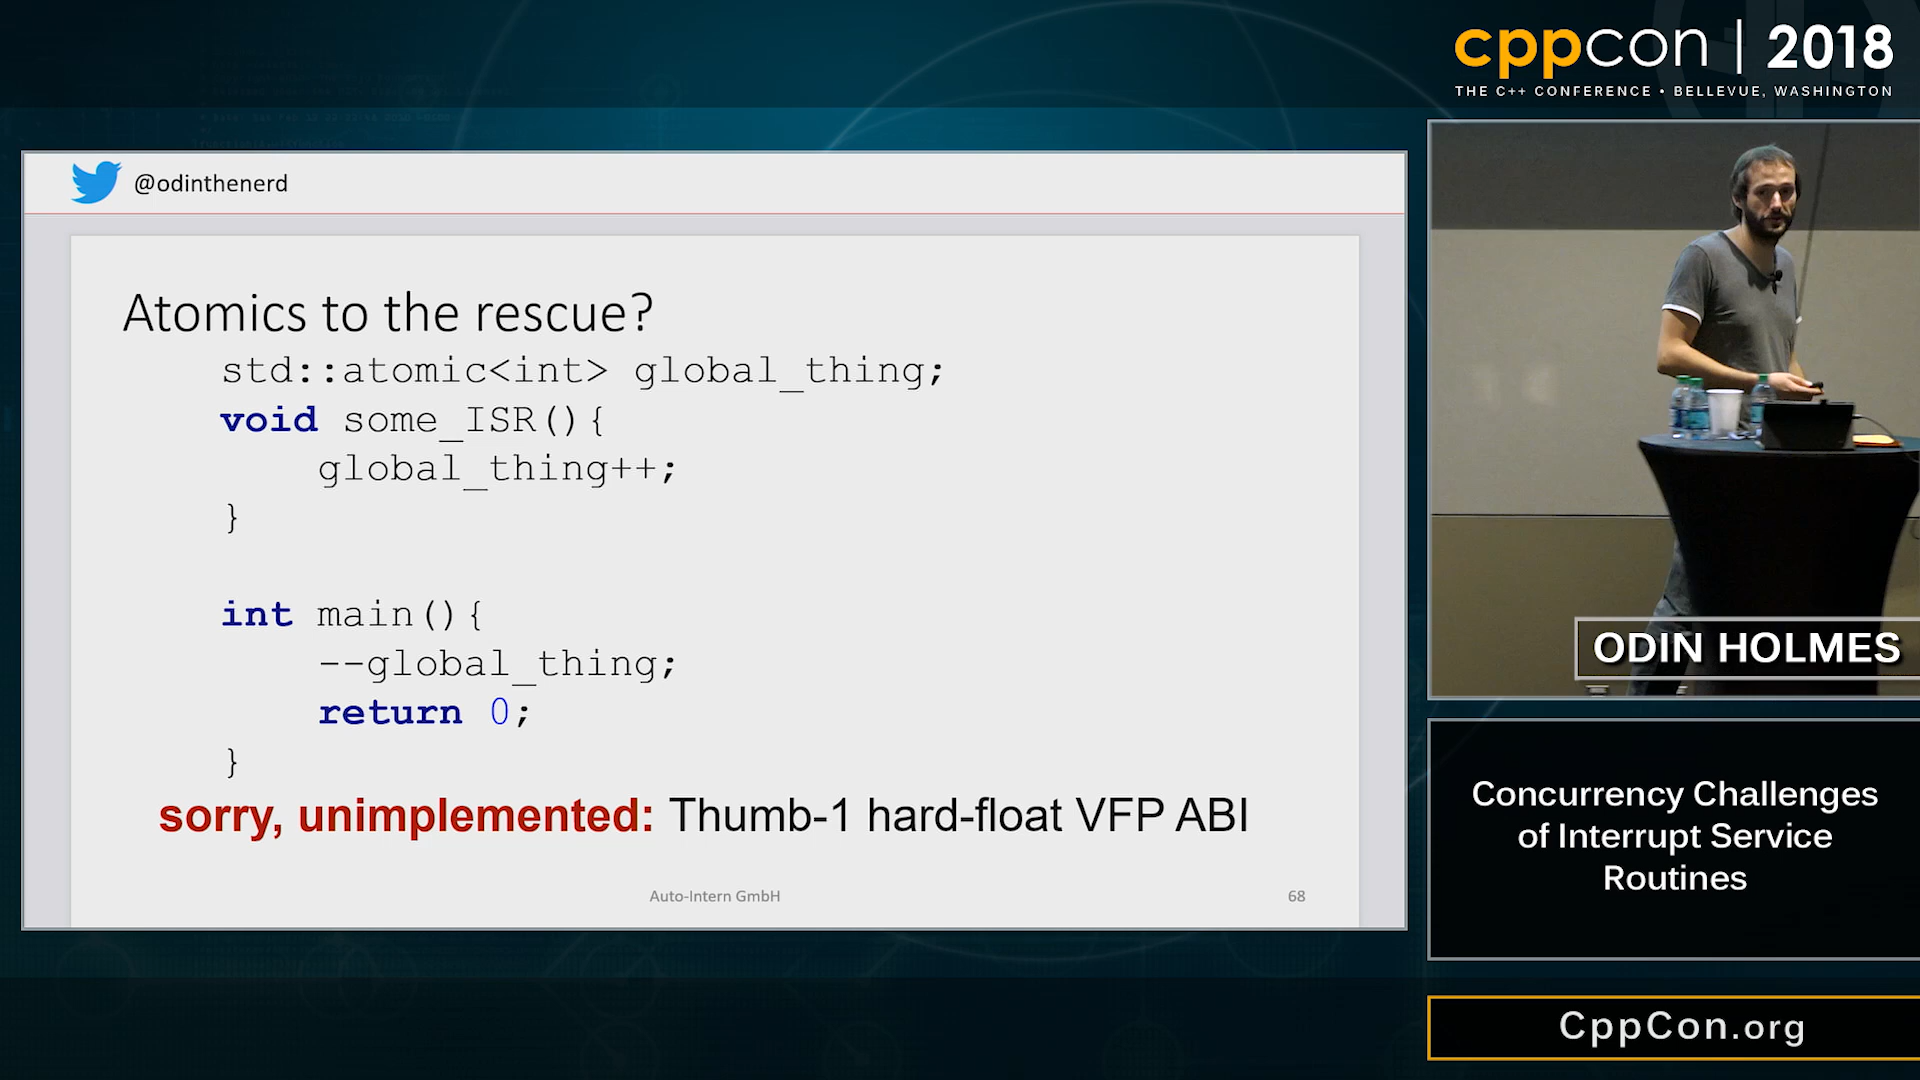 cppcon | 2018
THE C++ CONFERENCE • BELLEVUE, WASHINGTON
@odinthenerd
Atomics to the rescue?
std::atomic<int> global_thing;
void some_ISR(){
global_thing++;
}
int main(){
--global_thing;
return 0;
}
sorry, unimplemented: Thumb-1 hard-float VFP ABI
Auto-Intern GmbH
68
ODIN HOLMES
Concurrency Challenges
of Interrupt Service
Routines
CppCon.org